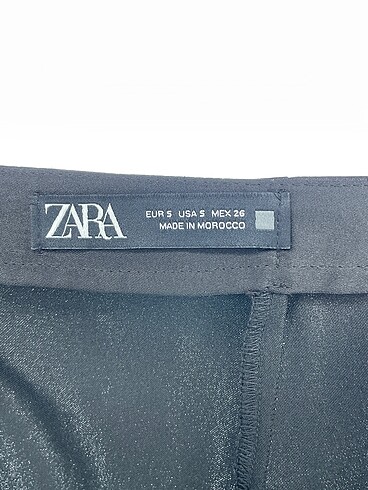 ZARA
EUR S USA S MEX 26
MADE IN MOROCCO